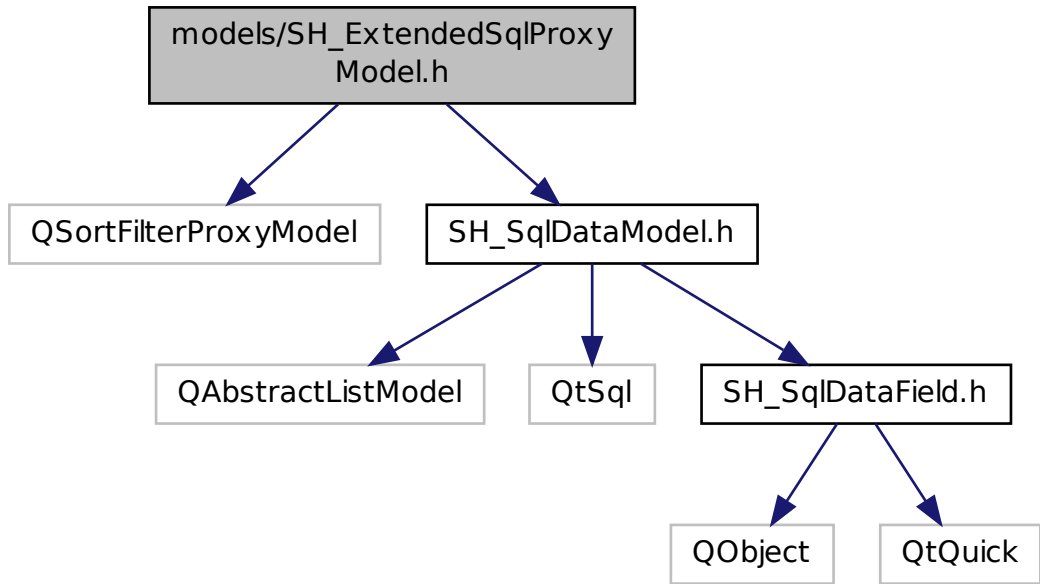 models/SH_ExtendedSqlProxy
Model.h
QSortFilterProxyModel
SH_SqlDataModel.h
QAbstractListModel
QtSql
SH_SqlDataField.h
QObject
QtQuick